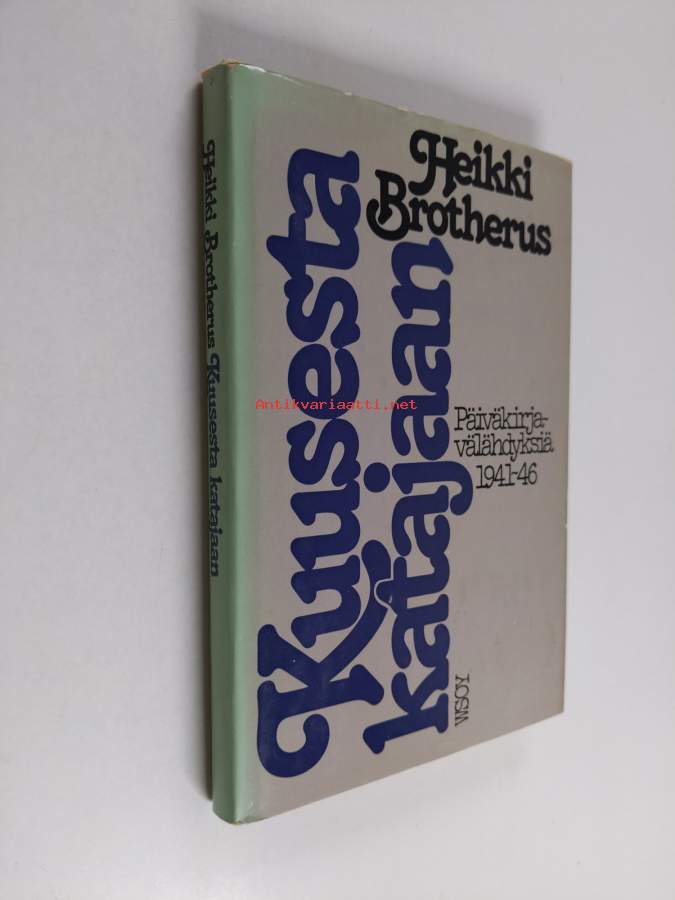 Heikki Brotherus Kuusesta katajaan
Heikki
Brotherus
Kuusesta
katajaan
Päiväkirja-
välähdyksiä
1941-46
WSOY
Antikvariaatti.net